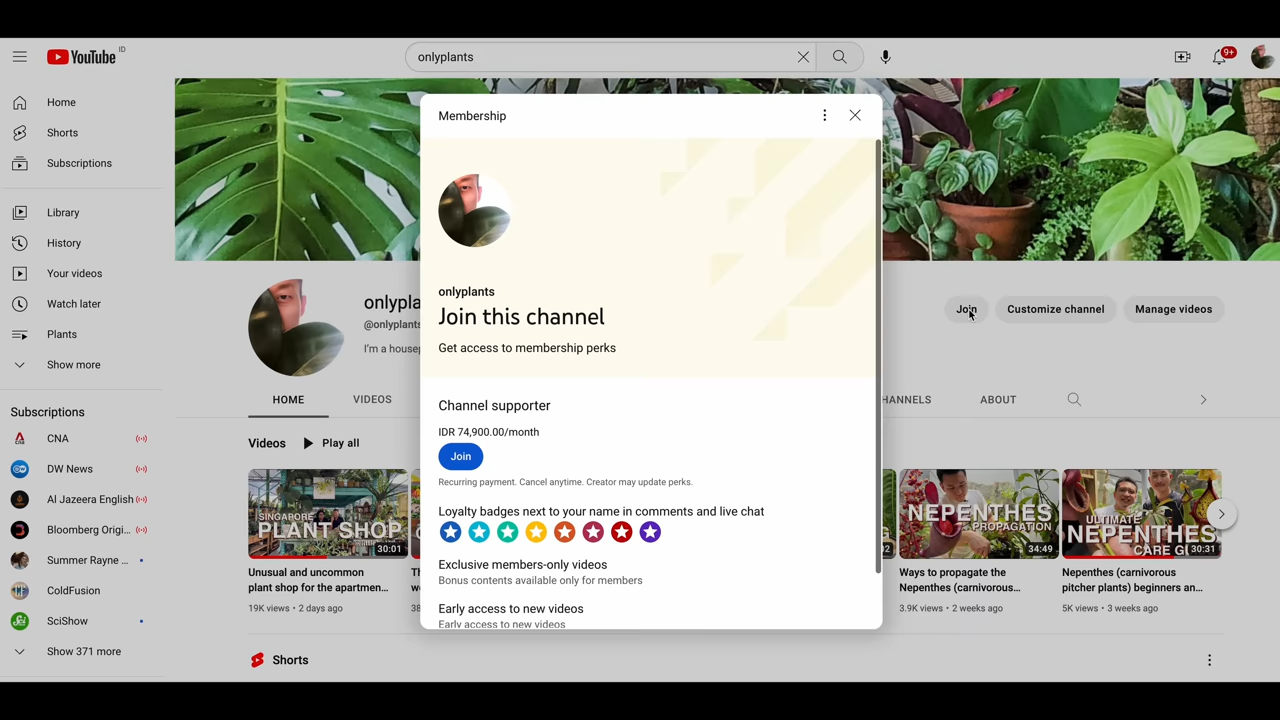 YouTube ID
onlyplants
9+
Home
Shorts
Subscriptions
Library
History
Your videos
Watch later
Plants
Show more
Subscriptions
CNA
DW News
Al Jazeera English
Bloomberg Origi...
Summer Rayne ...
ColdFusion
SciShow
Show 371 more
onlypla
@onlyplants
I'm a housep
Join
Customize channel
Manage videos
HOME
VIDEOS
HANNELS
ABOUT
Membership
onlyplants
Join this channel
Get access to membership perks
Channel supporter
IDR 74,900.00/month
Join
Recurring payment. Cancel anytime. Creator may update perks.
Loyalty badges next to your name in comments and live chat
Exclusive members-only videos
Bonus contents available only for members
Early access to new videos
Early access to new videos
Videos
Play all
SINGAPORE
PLANT SHOP
30:01
Unusual and uncommon
plant shop for the apartmen...
19K views • 2 days ago
NEPENTHES
PROPAGATION
34:49
Ways to propagate the
Nepenthes (carnivorous...
3.9K views • 2 weeks ago
ULTIMATE
NEPENTHES
CARE GU
30:31
Nepenthes (carnivorous
pitcher plants) beginners an...
5K views • 3 weeks ago
Shorts